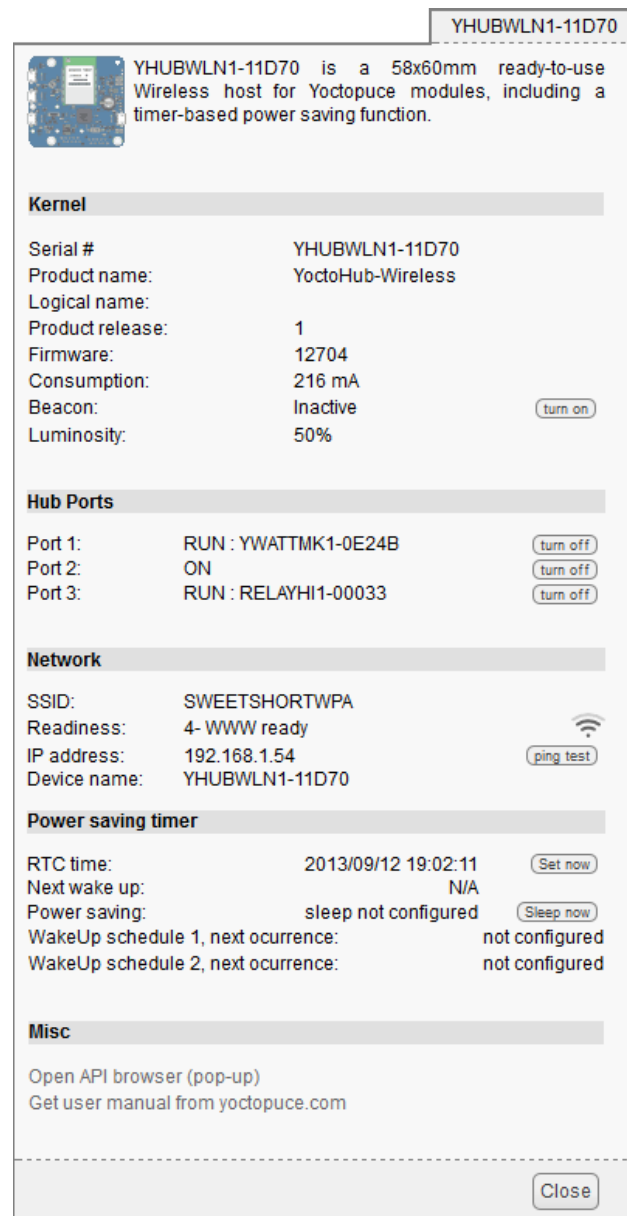 YHUBWLN1-11D70
YHUBWLN1-11D70 is a 58x60mm ready-to-use
Wireless host for Yoctopuce modules, including a
timer-based power saving function.
Kernel
Serial # YHUBWLN1-11D70
Product name: YoctoHub-Wireless
Logical name:
Product release: 1
Firmware: 12704
Consumption: 216 mA
Beacon: Inactive turn on
Luminosity: 50%
Hub Ports
Port 1: RUN : YWATTMK1-0E24B turn off
Port 2: ON turn off
Port 3: RUN : RELAYHI1-00033 turn off
Network
SSID: SWEETSHORTWPA
Readiness: 4- WWW ready
IP address: 192.168.1.54 ping test
Device name: YHUBWLN1-11D70
Power saving timer
RTC time: 2013/09/12 19:02:11 Set now
Next wake up: N/A
Power saving: sleep not configured Sleep now
WakeUp schedule 1, next ocurrence: not configured
WakeUp schedule 2, next ocurrence: not configured
Misc
Open API browser (pop-up)
Get user manual from yoctopuce.com
Close